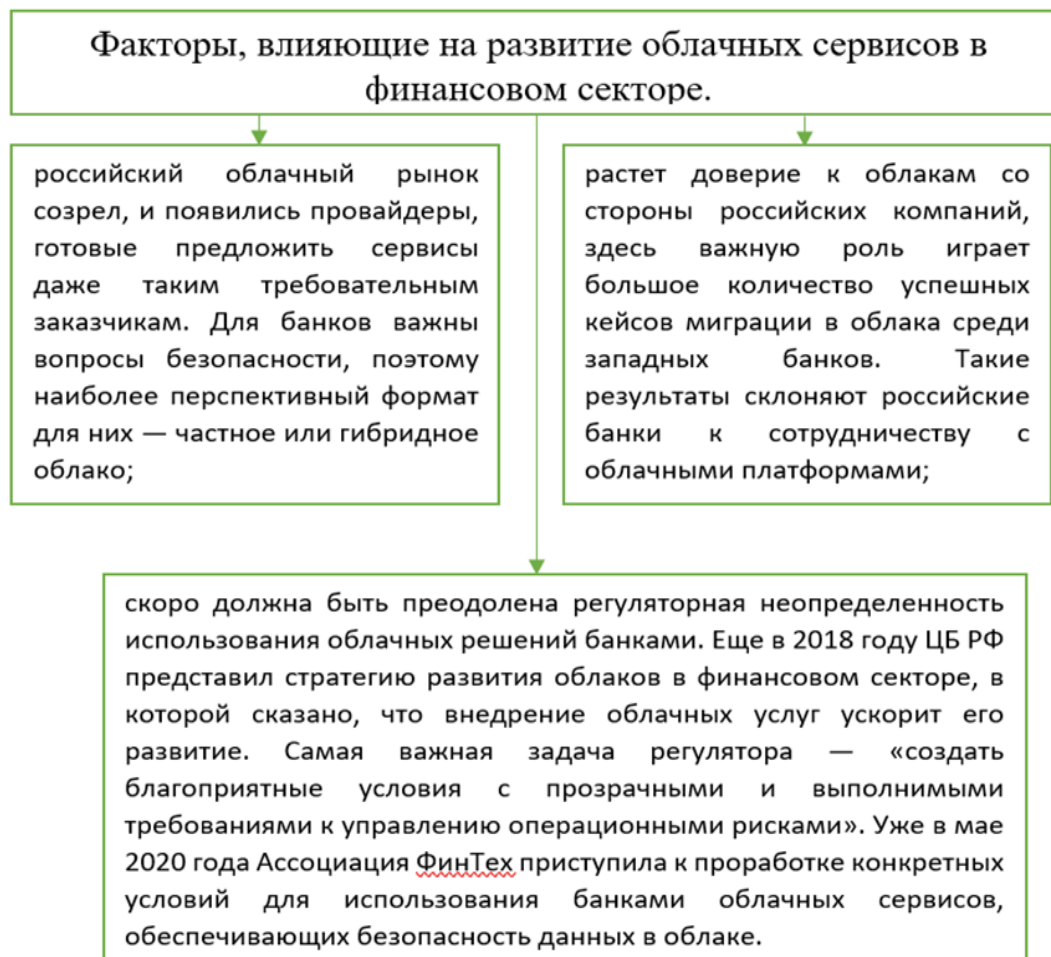 Факторы, влияющие на развитие облачных сервисов в
финансовом секторе.
российский облачный рынок
созрел, и появились провайдеры,
готовые предложить сервисы
даже таким требовательным
заказчикам. Для банков важны
вопросы безопасности, поэтому
наиболее перспективный формат
для них — частное или гибридное
облако;
растет доверие к облакам со
стороны российских компаний,
здесь важную роль играет
большое количество успешных
кейсов миграции в облака среди
западных банков. Такие
результаты склоняют российские
банки к сотрудничеству с
облачными платформами;
скоро должна быть преодолена регуляторная неопределенность
использования облачных решений банками. Еще в 2018 году ЦБ РФ
представил стратегию развития облаков в финансовом секторе, в
которой сказано, что внедрение облачных услуг ускорит его
развитие. Самая важная задача регулятора — «создать
благоприятные условия с прозрачными и выполнимыми
требованиями к управлению операционными рисками». Уже в мае
2020 года Ассоциация ФинТех приступила к проработке конкретных
условий для использования банками облачных сервисов,
обеспечивающих безопасность данных в облаке.